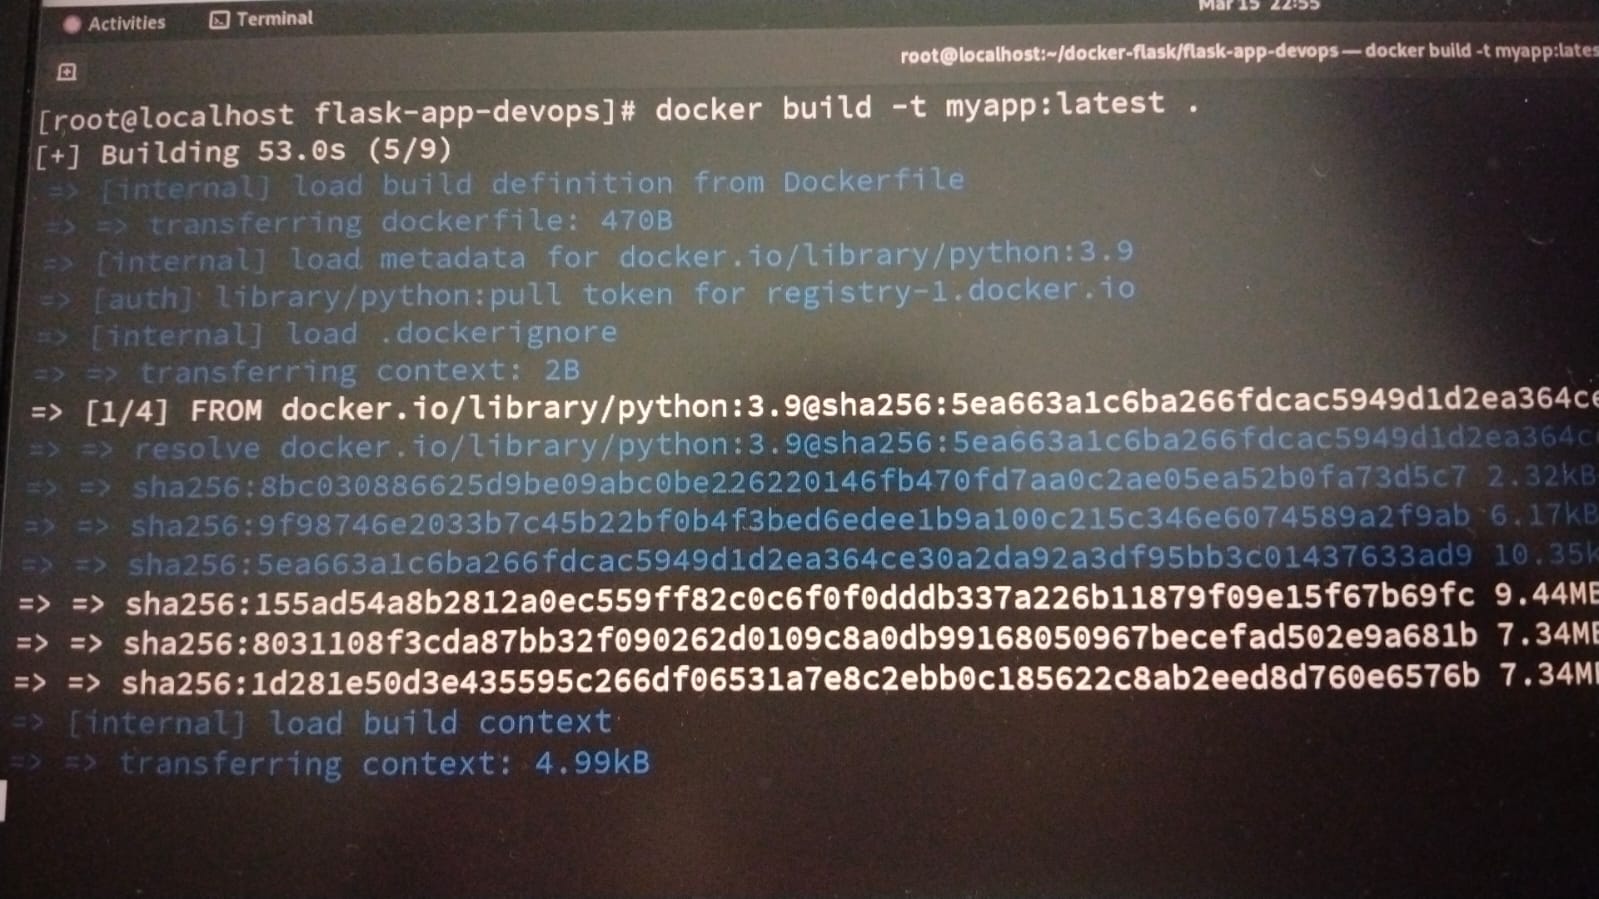 Activities Terminal
Mar 15 22:55
root@localhost:~/docker-flask/flask-app-devops — docker build -t myapp:lates
[root@localhost flask-app-devops]# docker build -t myapp:latest .
[+] Building 53.0s (5/9)
=> [internal] load build definition from Dockerfile
=> => transferring dockerfile: 470B
=> [internal] load metadata for docker.io/library/python:3.9
=> [auth] library/python:pull token for registry-1.docker.io
=> [internal] load .dockerignore
=> => transferring context: 2B
=> [1/4] FROM docker.io/library/python:3.9@sha256:5ea663a1c6ba266fdcac5949d1d2ea364ce
=> => resolve docker.io/library/python:3.9@sha256:5ea663a1c6ba266fdcac5949d1d2ea364c
=> => sha256:8bc030886625d9be09abc0be226220146fb470fd7aa0c2ae05ea52b0fa73d5c7 2.32kB
=> => sha256:9f98746e2033b7c45b22bf0b4f3bed6edee1b9a100c215c346e6074589a2f9ab 6.17kB
=> => sha256:5ea663a1c6ba266fdcac5949d1d2ea364ce30a2da92a3df95bb3c01437633ad9 10.35k
=> => sha256:155ad54a8b2812a0ec559ff82c0c6f0f0dddb337a226b11879f09e15f67b69fc 9.44MB
=> => sha256:8031108f3cda87bb32f090262d0109c8a0db99168050967becefad502e9a681b 7.34MB
=> => sha256:1d281e50d3e435595c266df06531a7e8c2ebb0c185622c8ab2eed8d760e6576b 7.34MB
=> [internal] load build context
=> => transferring context: 4.99kB